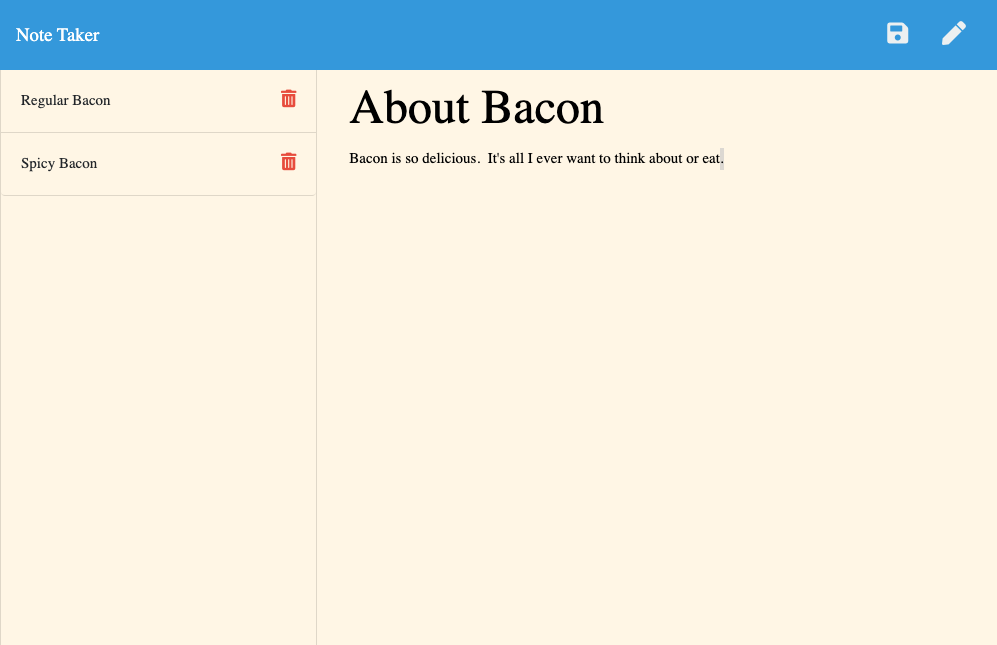 Note Taker
Regular Bacon
Spicy Bacon
About Bacon
Bacon is so delicious.  It's all I ever want to think about or eat.